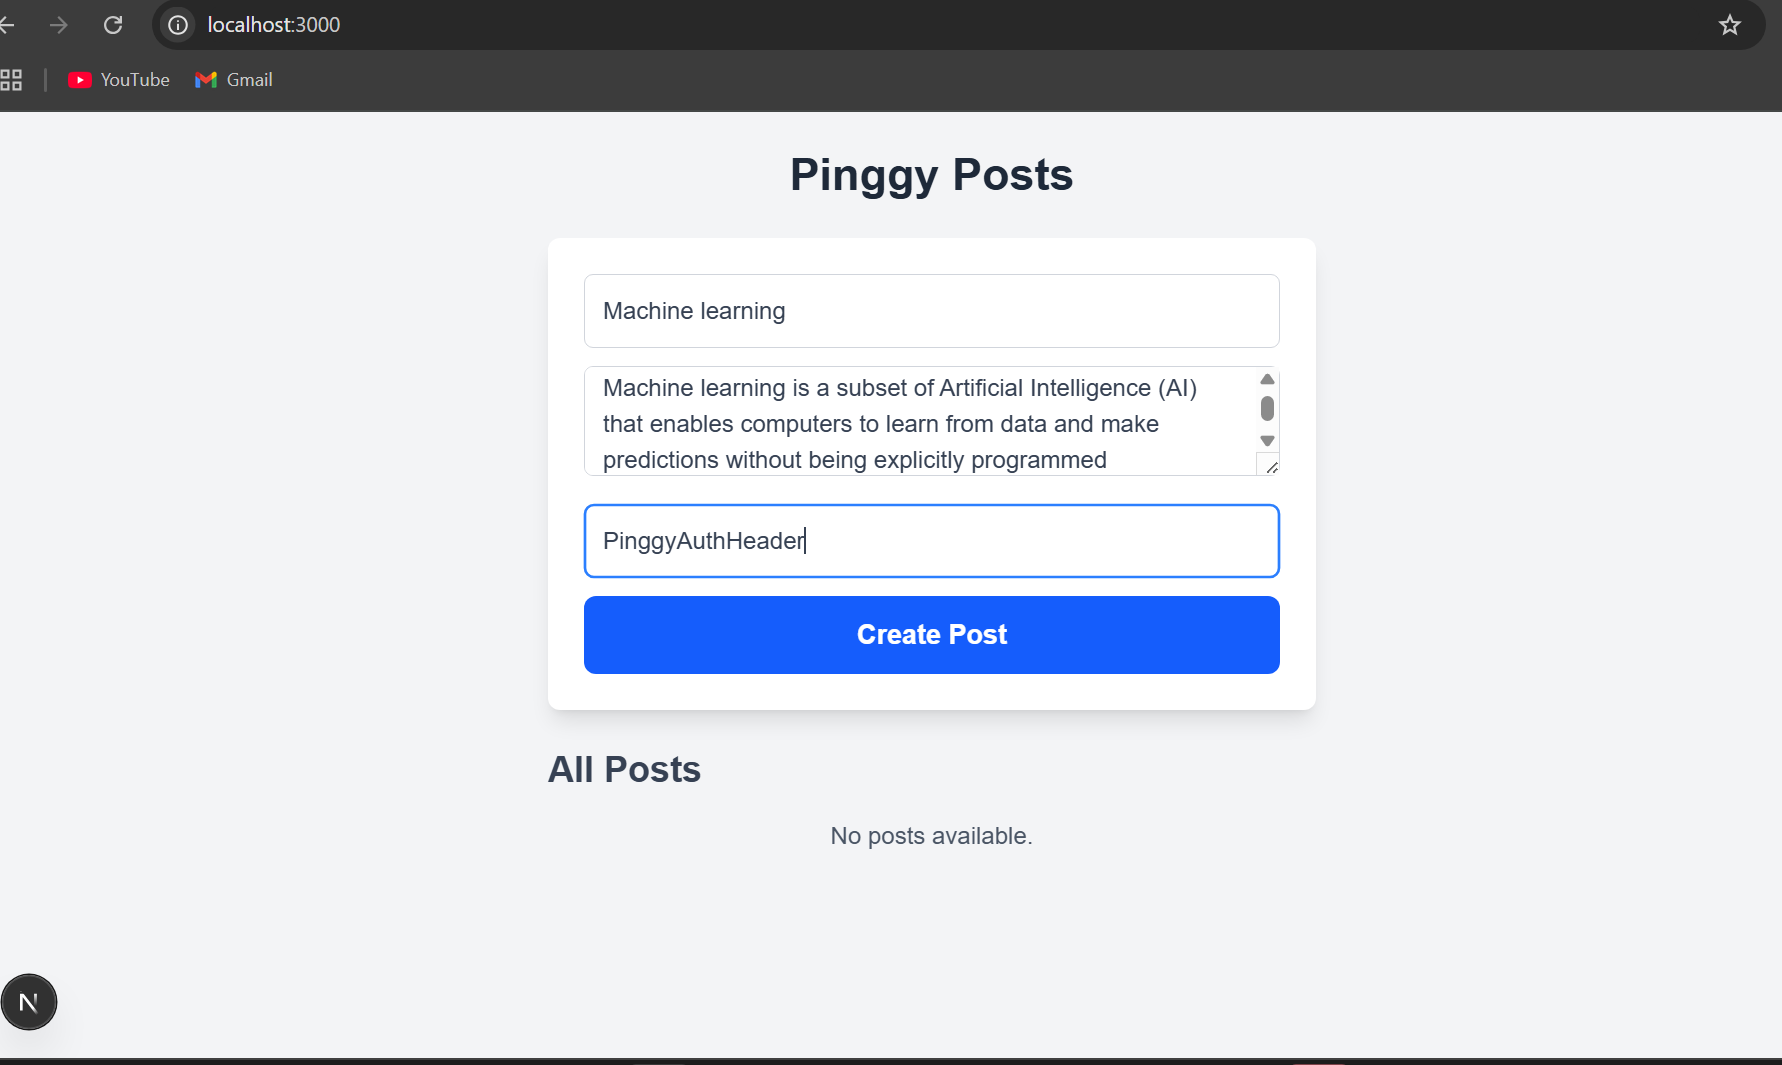 localhost:3000
YouTube Gmail
Pinggy Posts
Machine learning
Machine learning is a subset of Artificial Intelligence (AI)
that enables computers to learn from data and make
predictions without being explicitly programmed
PinggyAuthHeader
Create Post
All Posts
No posts available.
N